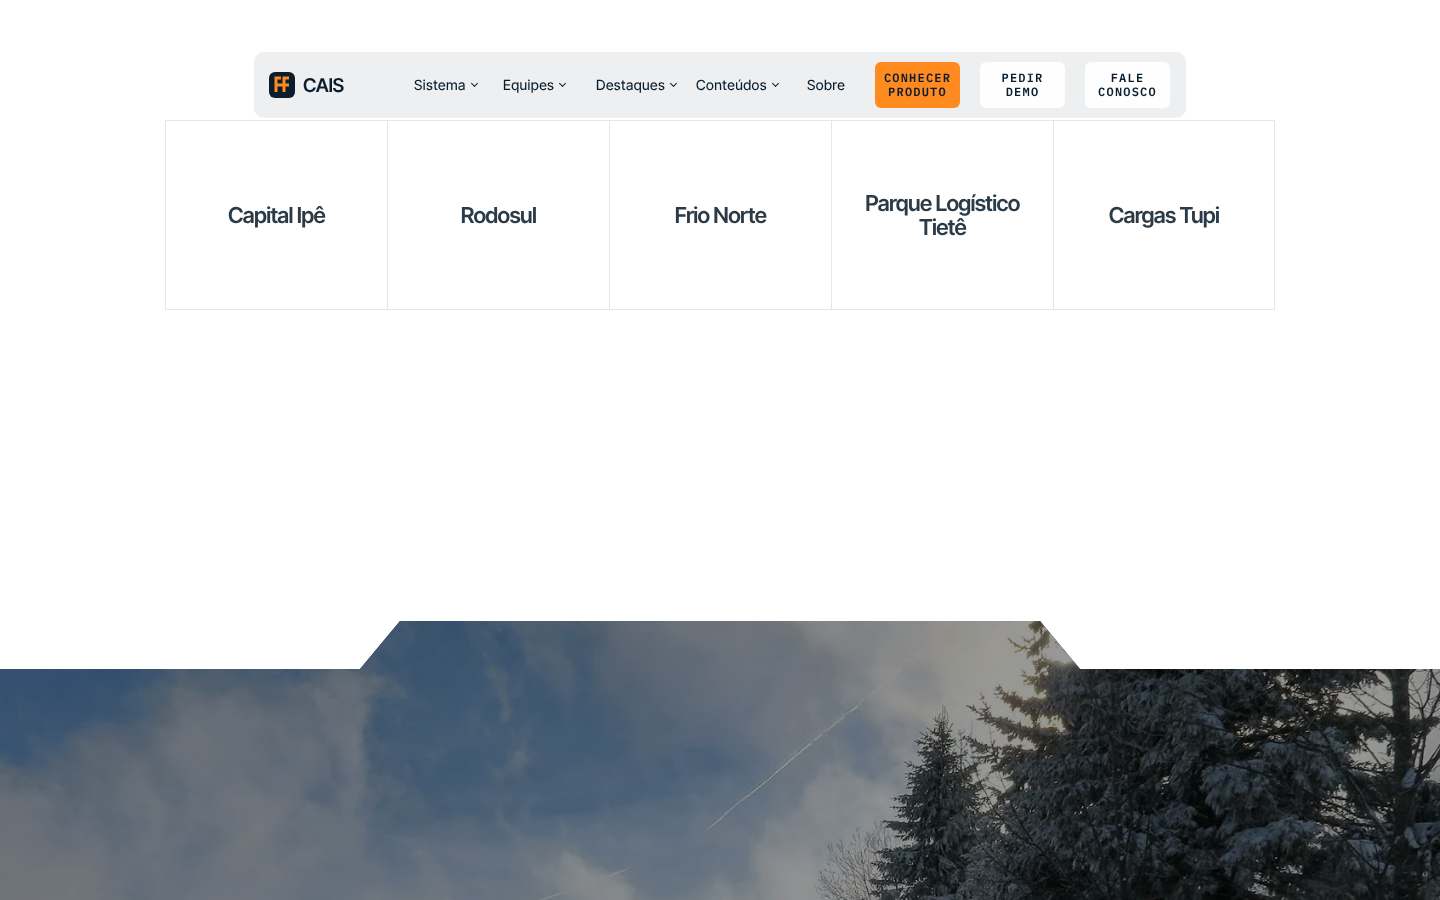 CAIS
Sistema
Equipes
Destaques
Conteúdos
Sobre
CONHECER
PRODUTO
PEDIR
DEMO
FALE
CONOSCO
Capital Ipê
Rodosul
Frio Norte
Parque Logístico
Tietê
Cargas Tupi